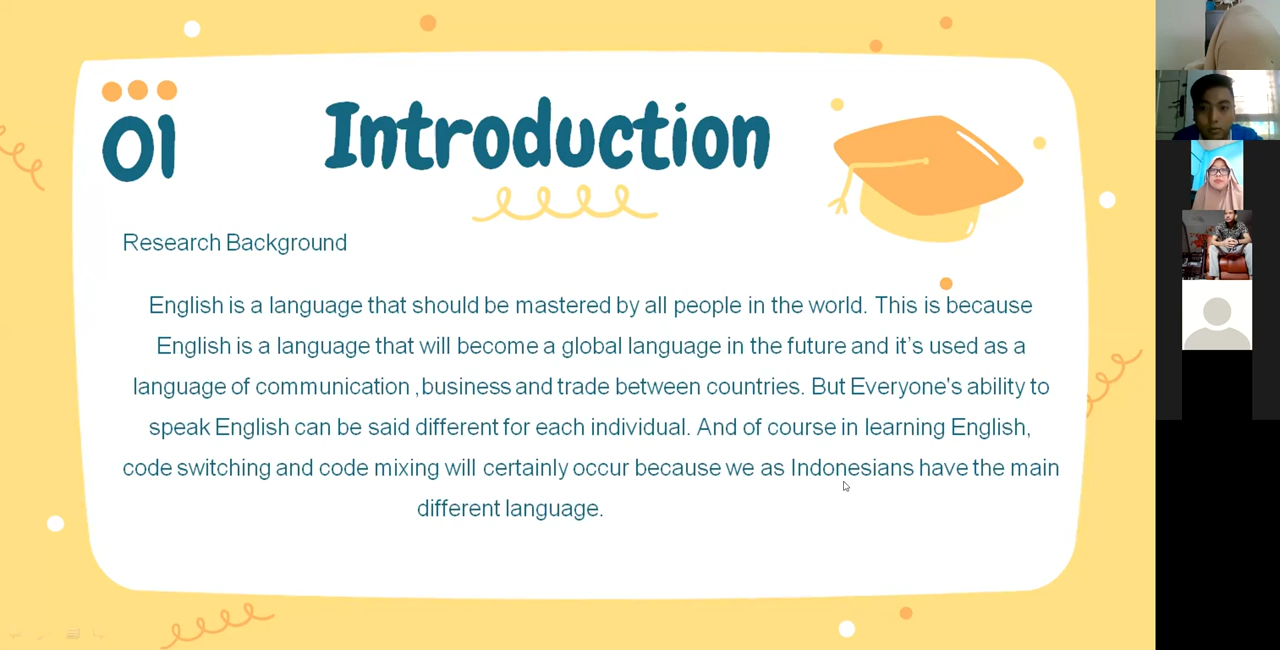 01
Introduction
Research Background
English is a language that should be mastered by all people in the world. This is because
English is a language that will become a global language in the future and it's used as a
language of communication ,business and trade between countries. But Everyone's ability to
speak English can be said different for each individual. And of course in learning English,
code switching and code mixing will certainly occur because we as Indonesians have the main
different language.